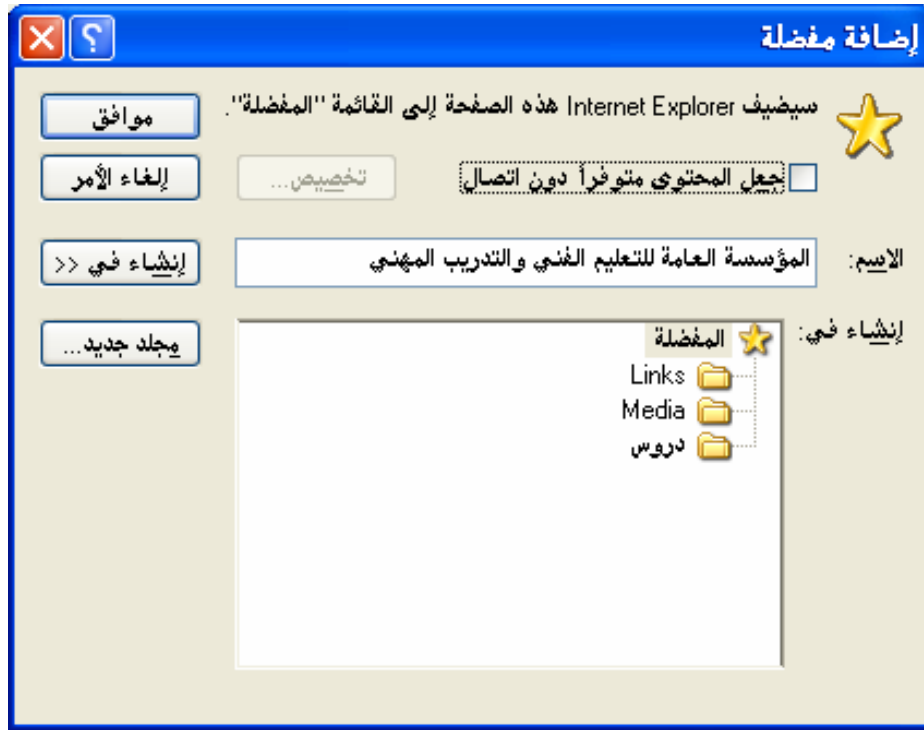 إضافة مفضلة
سيضيف Internet Explorer هذه الصفحة إلى القائمة "المفضلة".
موافق
جعل المحتوى متوفراً دون اتصال
تخصيص...
إلغاء الأمر
الاسم:
المؤسسة العامة للتعليم الفني والتدريب المهني
إنشاء في <<
إنشاء في:
المفضلة
Links
Media
دروس
مجلد جديد...